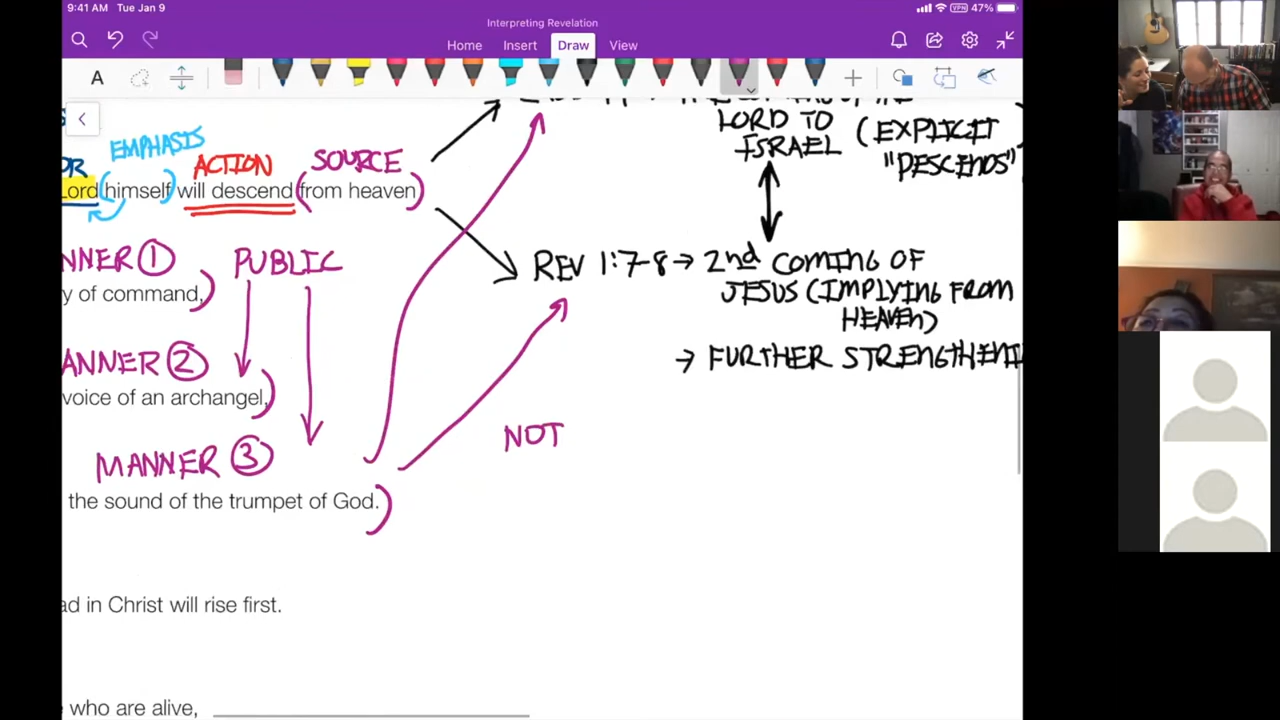 9:41 AM Tue Jan 9
VPN 47%
Interpreting Revelation
Home Insert Draw View
A
LORD TO
ISRAEL (EXPLICIT
"DESCENDS"
EMPHASIS
OR ACTION SOURCE
Lord (himself) will descend (from heaven)
NNER 1 PUBLIC
y of command,)
REV 1:7-8 → 2nd COMING OF
JESUS (IMPLYING FROM
HEAVEN)
→ FURTHER STRENGTHENI
ANNER 2
voice of an archangel,)
NOT
MANNER 3
the sound of the trumpet of God.)
ad in Christ will rise first.
who are alive,